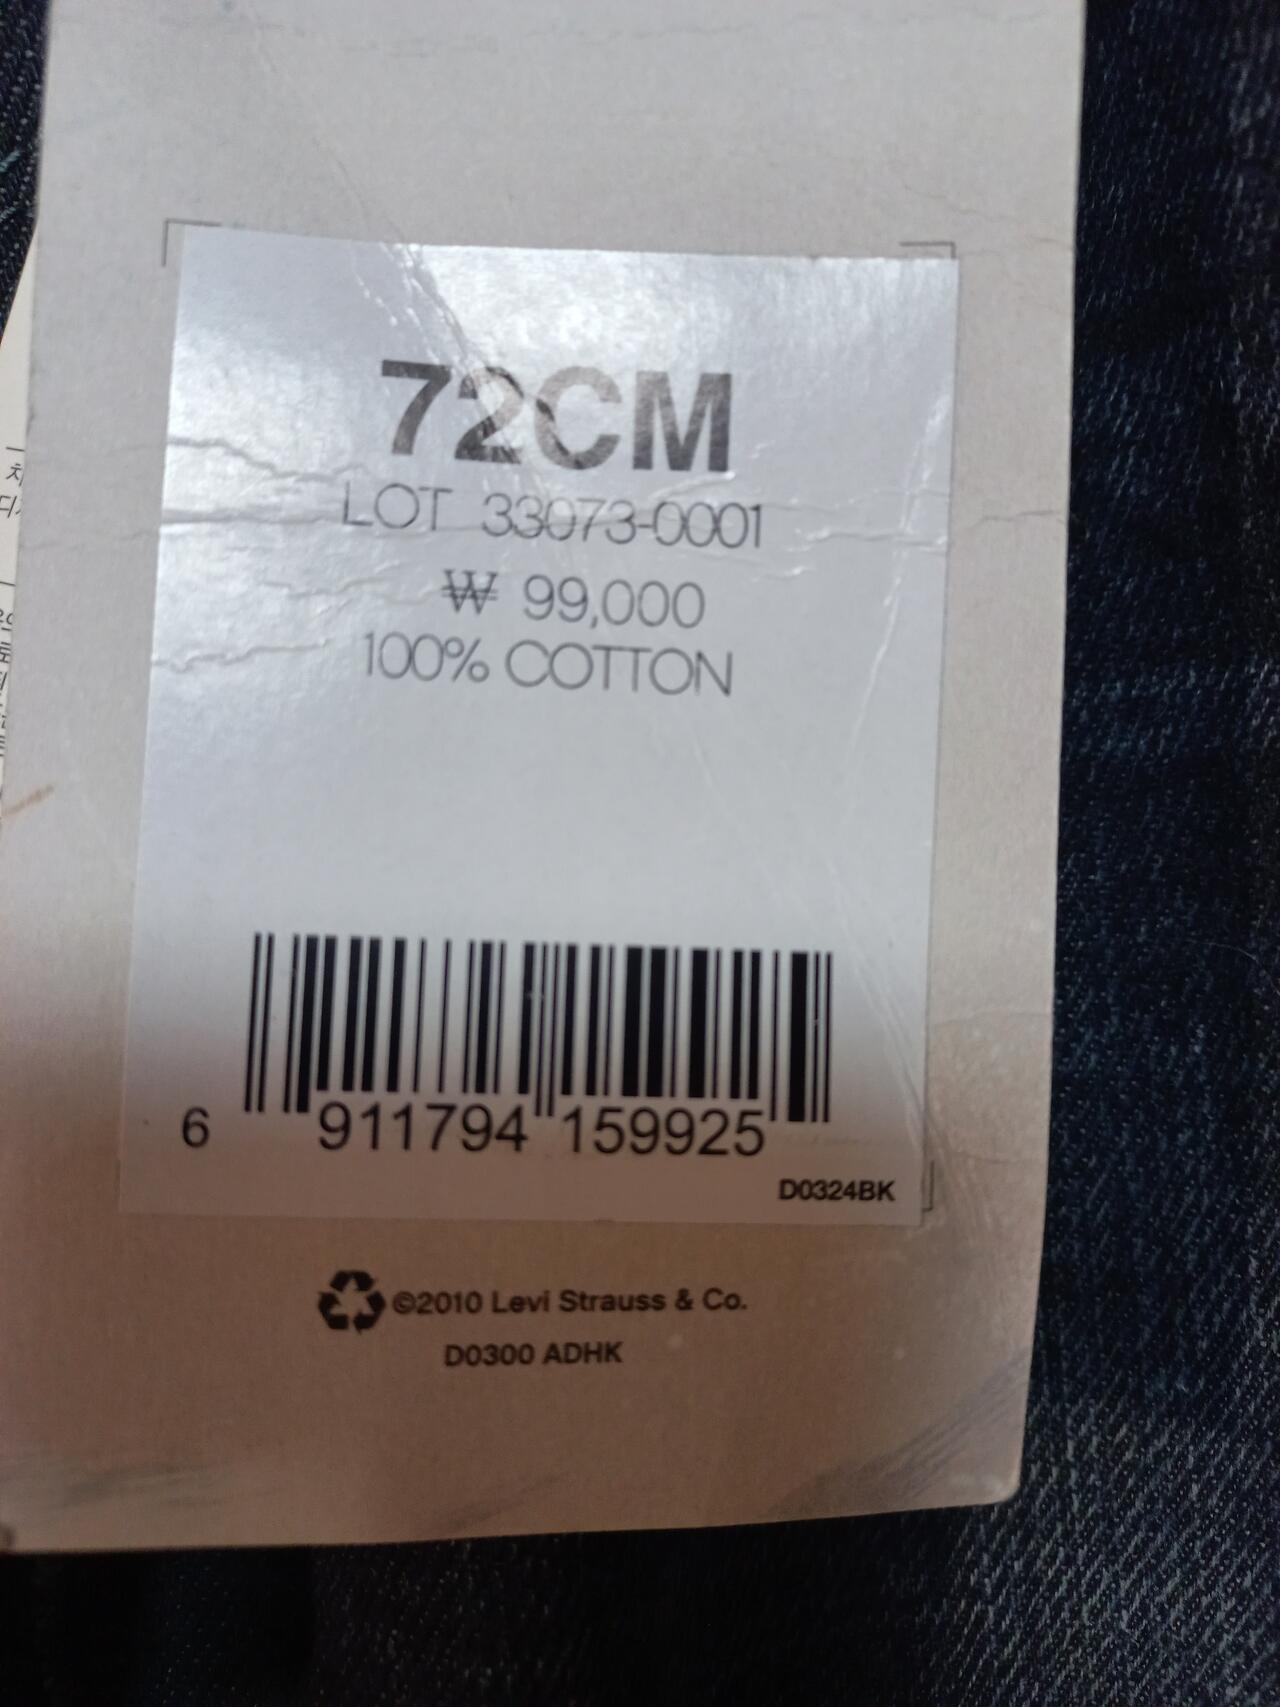 72CM
LOT 33073-0001
₩ 99,000
100% COTTON
6 911794 159925
D0324BK
©2010 Levi Strauss & Co.
D0300 ADHK